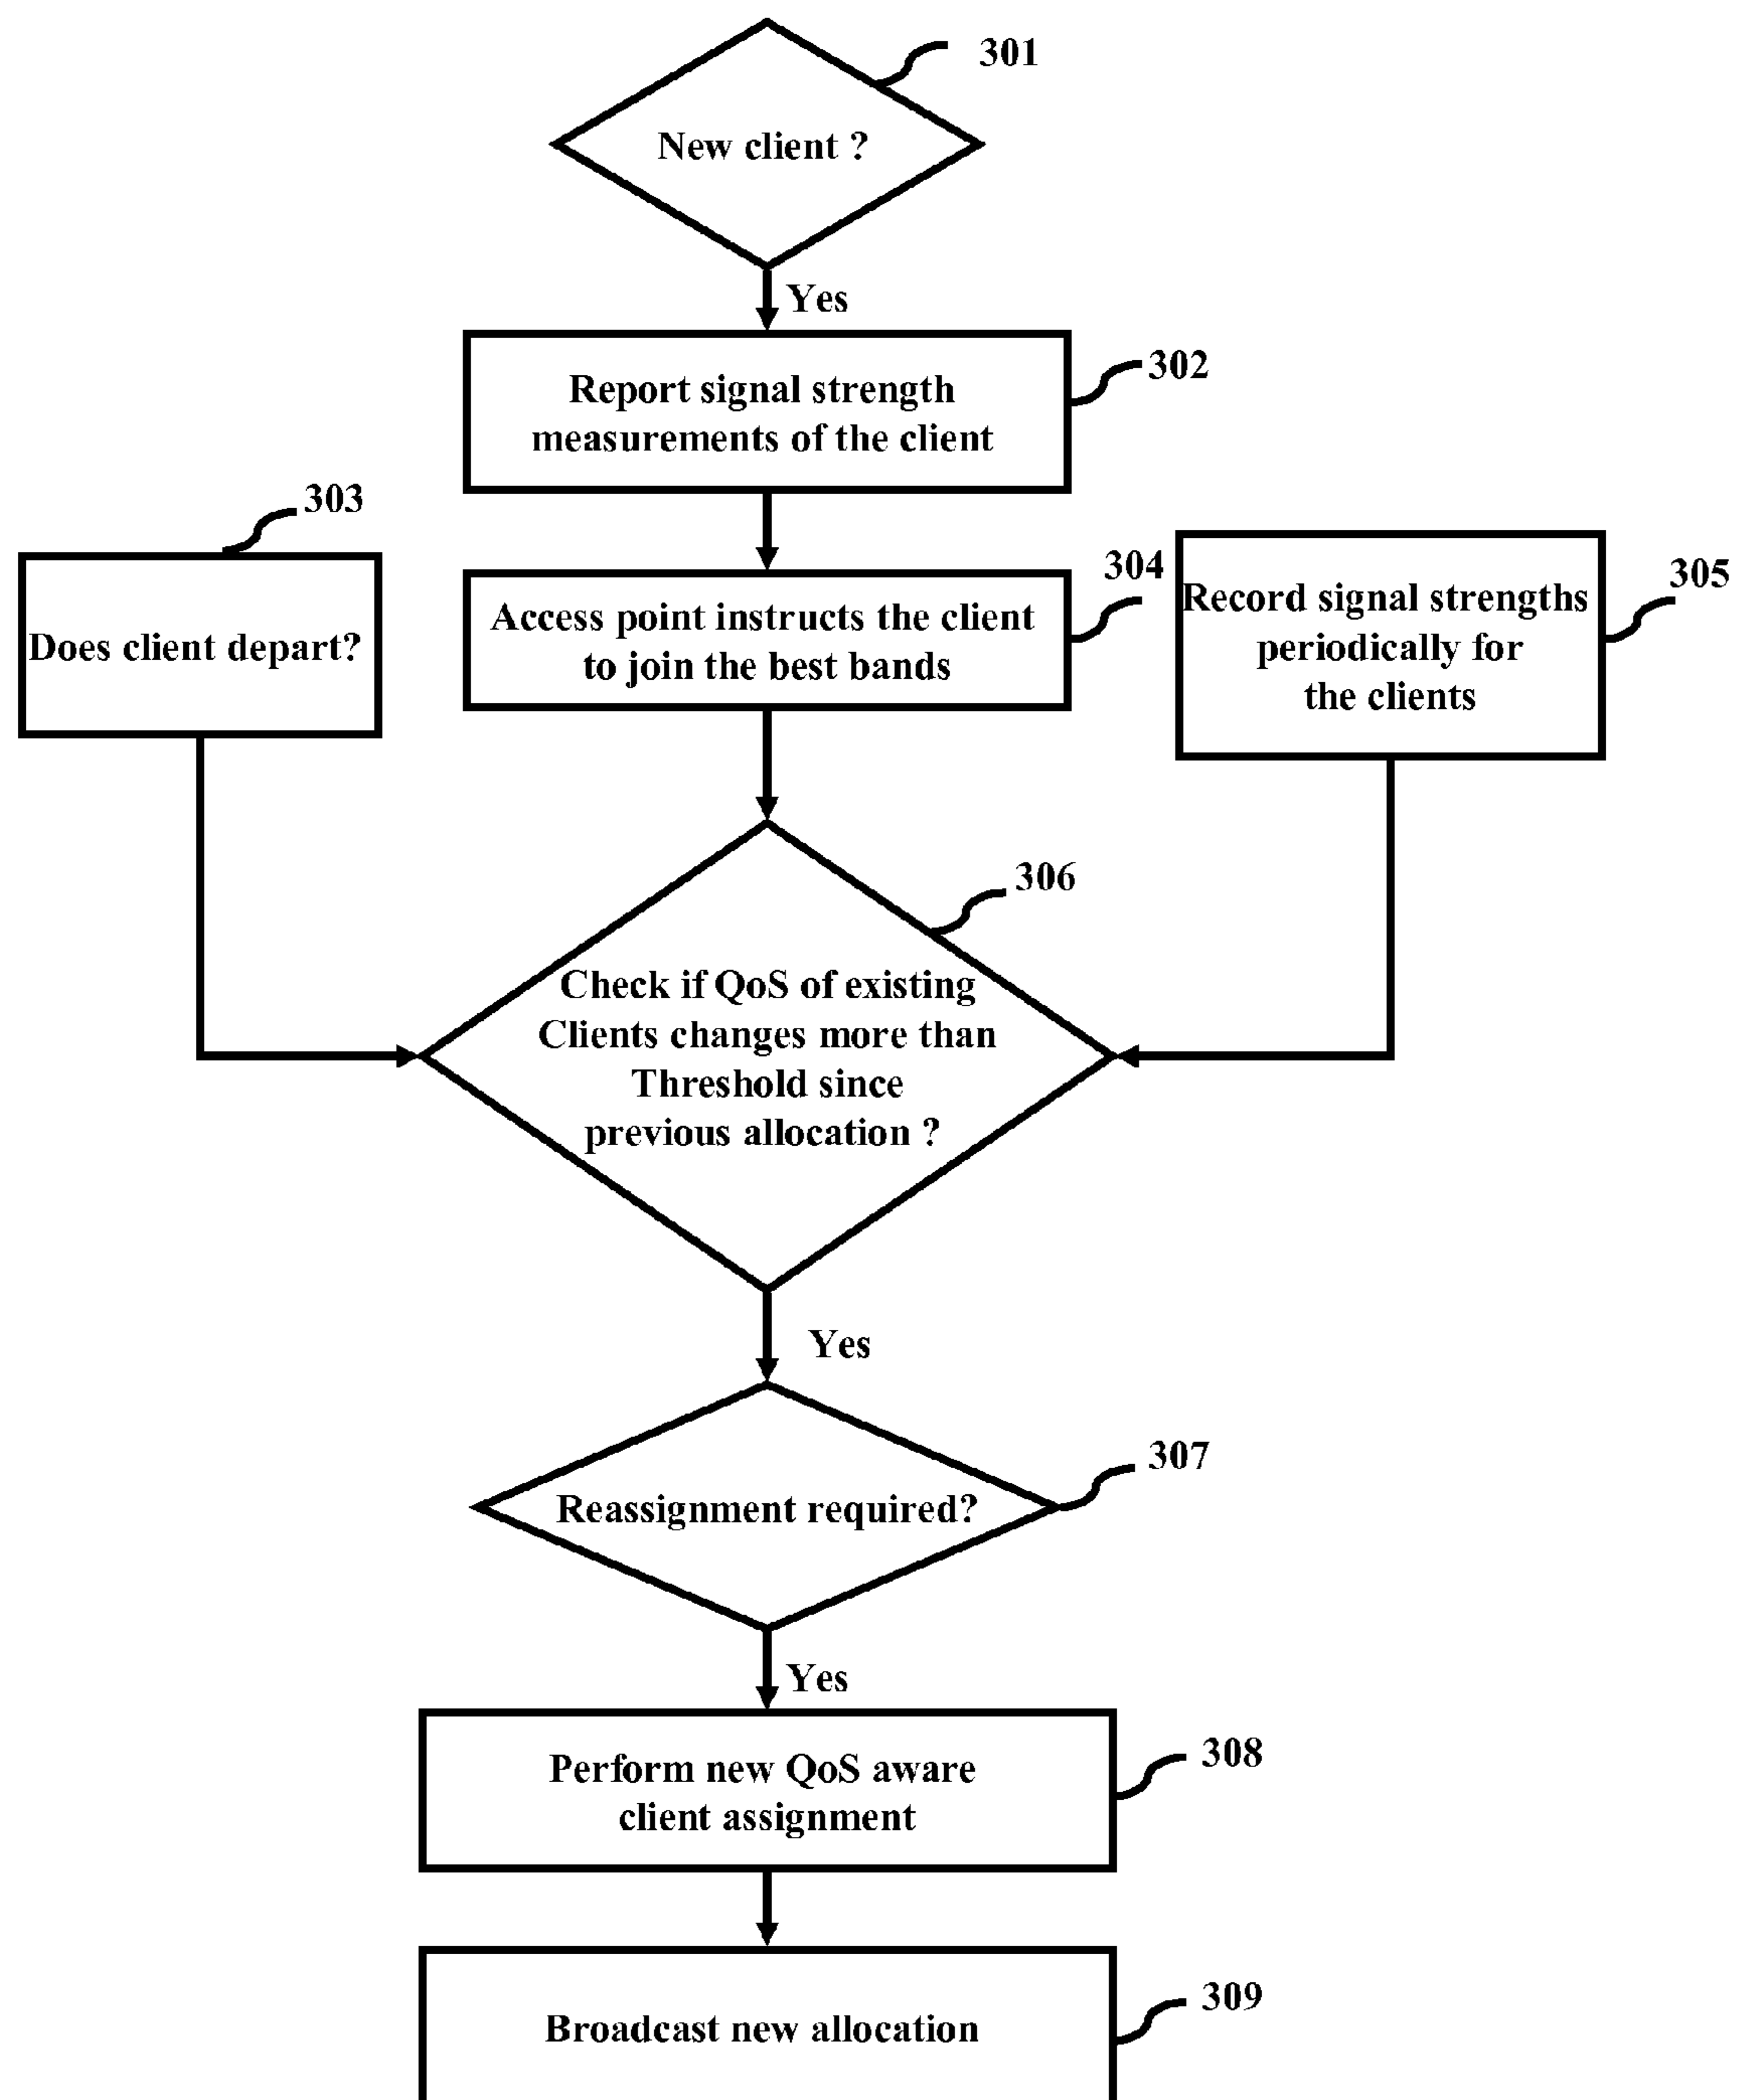 301
New client ?
Yes
302
Report signal strength
measurements of the client
303
Does client depart?
304
Access point instructs the client
to join the best bands
305
Record signal strengths
periodically for
the clients
306
Check if QoS of existing
Clients changes more than
Threshold since
previous allocation ?
Yes
307
Reassignment required?
Yes
308
Perform new QoS aware
client assignment
309
Broadcast new allocation